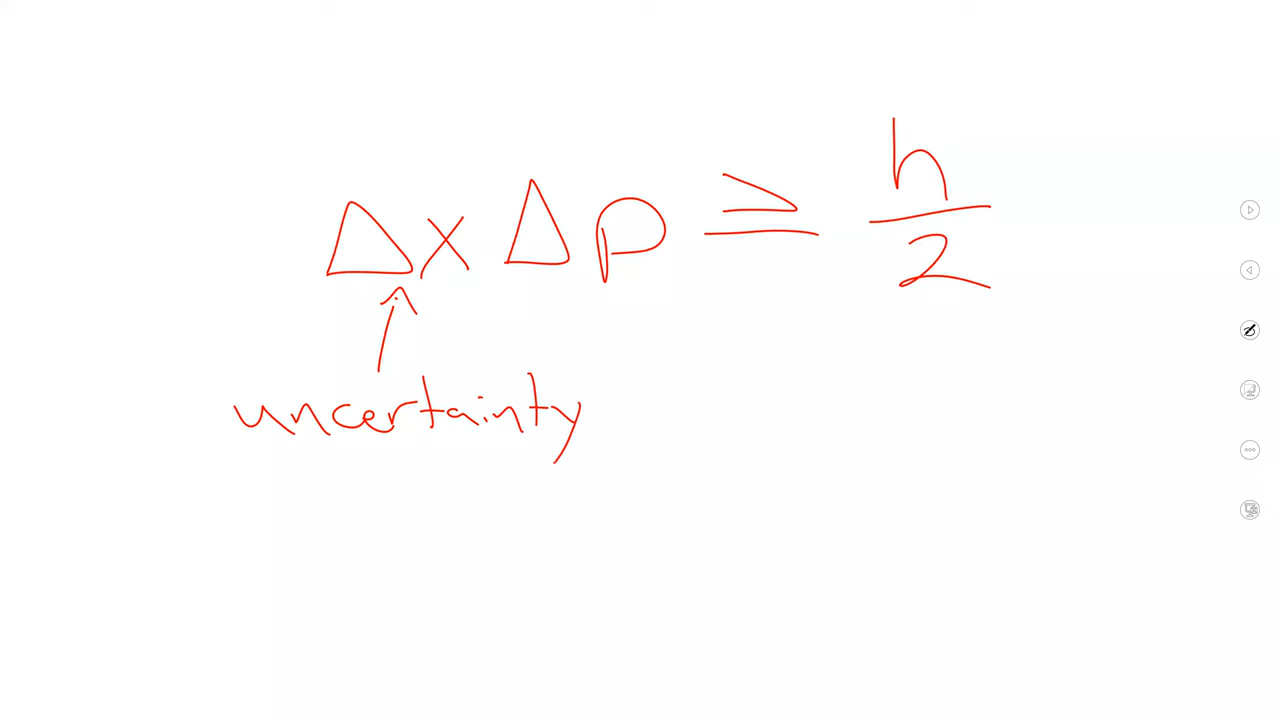 Δx Δp ≥ h/2
uncertainty